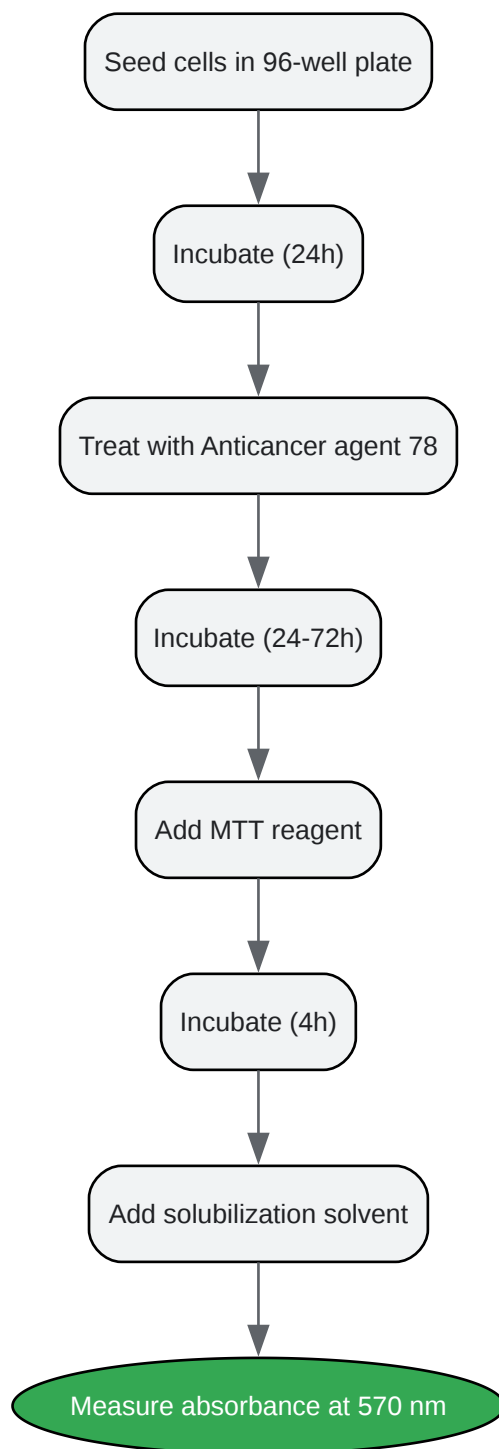 Seed cells in 96-well plate
Incubate (24h)
Treat with Anticancer agent 78
Incubate (24-72h)
Add MTT reagent
Incubate (4h)
Add solubilization solvent
Measure absorbance at 570 nm